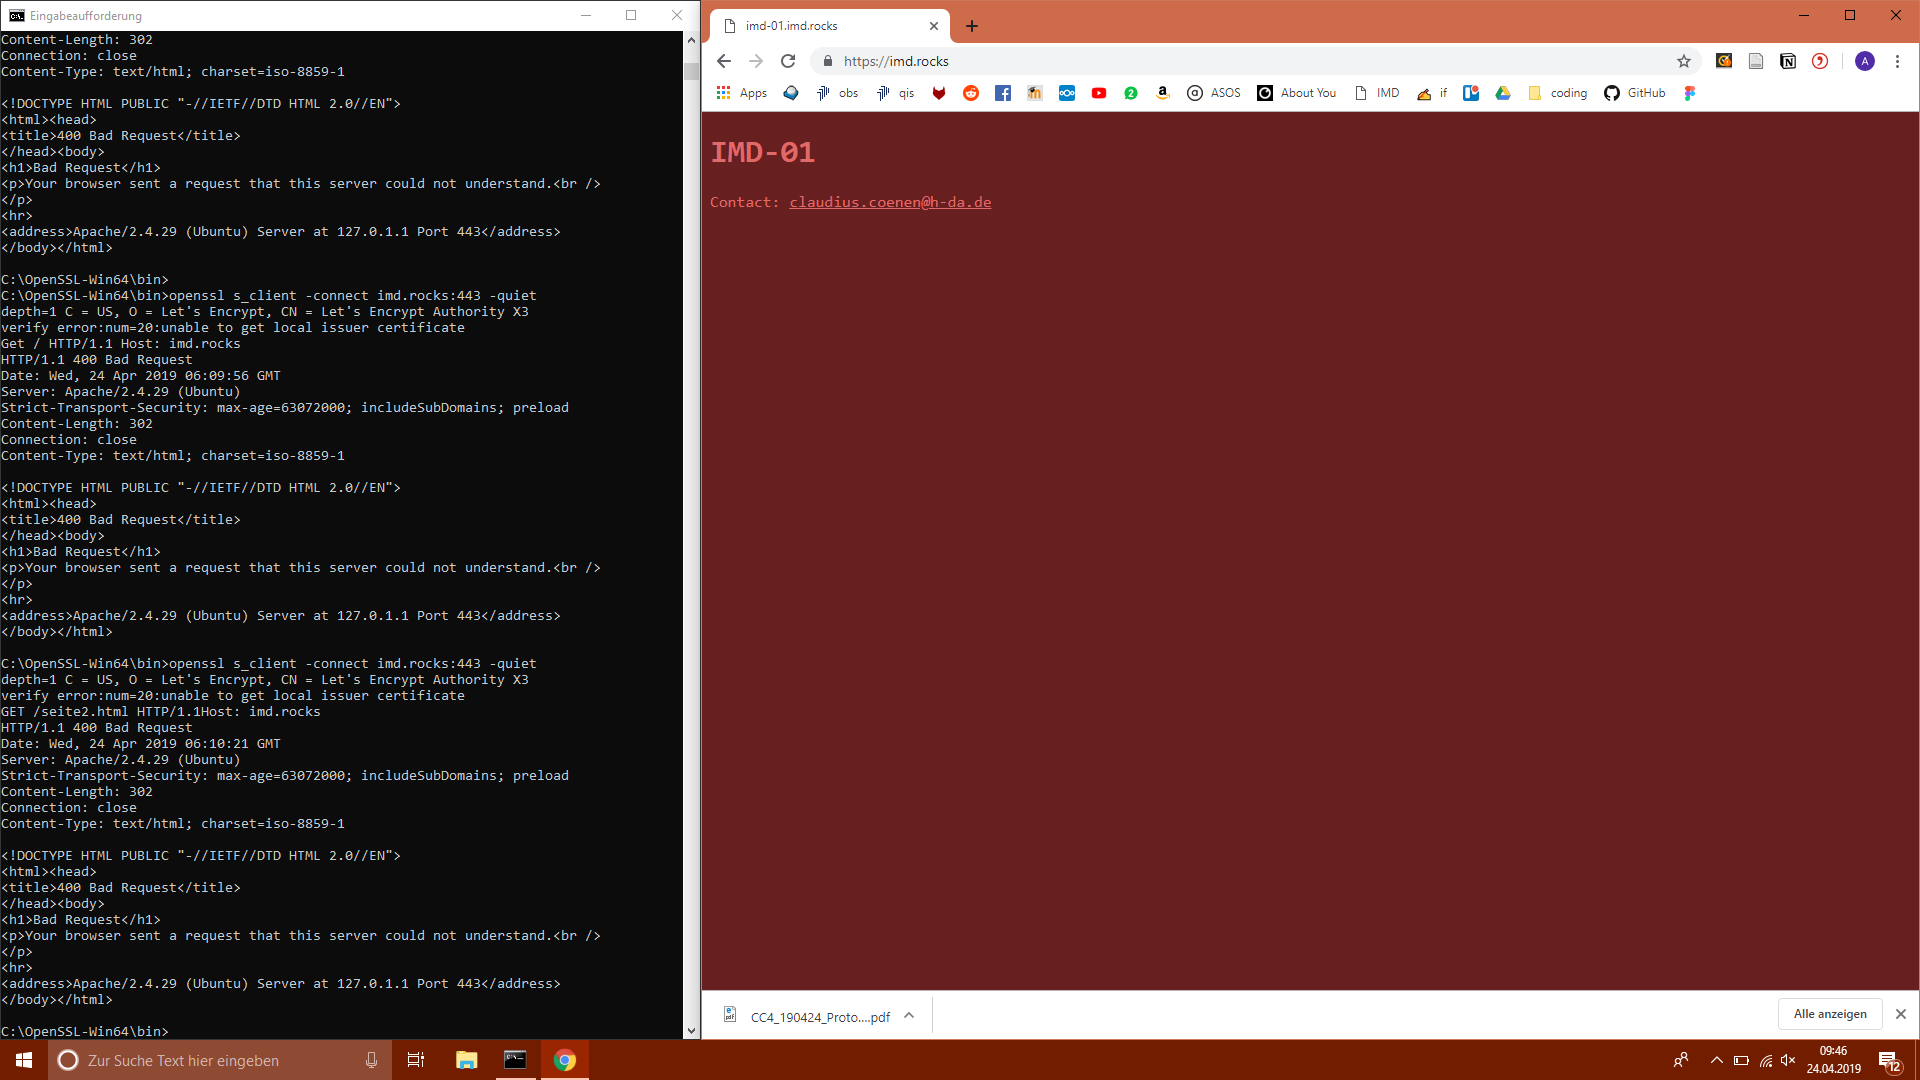 Eingabeaufforderung
Content-Length: 302
Connection: close
Content-Type: text/html; charset=iso-8859-1
<!DOCTYPE HTML PUBLIC "-//IETF//DTD HTML 2.0//EN">
<html><head>
<title>400 Bad Request</title>
</head><body>
<h1>Bad Request</h1>
<p>Your browser sent a request that this server could not understand.<br />
</p>
<hr>
<address>Apache/2.4.29 (Ubuntu) Server at 127.0.1.1 Port 443</address>
</body></html>
C:\OpenSSL-Win64\bin>
C:\OpenSSL-Win64\bin>openssl s_client -connect imd.rocks:443 -quiet
depth=1 C = US, O = Let's Encrypt, CN = Let's Encrypt Authority X3
verify error:num=20:unable to get local issuer certificate
Get / HTTP/1.1 Host: imd.rocks
HTTP/1.1 400 Bad Request
Date: Wed, 24 Apr 2019 06:09:56 GMT
Server: Apache/2.4.29 (Ubuntu)
Strict-Transport-Security: max-age=63072000; includeSubDomains; preload
Content-Length: 302
Connection: close
Content-Type: text/html; charset=iso-8859-1
<!DOCTYPE HTML PUBLIC "-//IETF//DTD HTML 2.0//EN">
<html><head>
<title>400 Bad Request</title>
</head><body>
<h1>Bad Request</h1>
<p>Your browser sent a request that this server could not understand.<br />
</p>
<hr>
<address>Apache/2.4.29 (Ubuntu) Server at 127.0.1.1 Port 443</address>
</body></html>
C:\OpenSSL-Win64\bin>openssl s_client -connect imd.rocks:443 -quiet
depth=1 C = US, O = Let's Encrypt, CN = Let's Encrypt Authority X3
verify error:num=20:unable to get local issuer certificate
GET /seite2.html HTTP/1.1Host: imd.rocks
HTTP/1.1 400 Bad Request
Date: Wed, 24 Apr 2019 06:10:21 GMT
Server: Apache/2.4.29 (Ubuntu)
Strict-Transport-Security: max-age=63072000; includeSubDomains; preload
Content-Length: 302
Connection: close
Content-Type: text/html; charset=iso-8859-1
<!DOCTYPE HTML PUBLIC "-//IETF//DTD HTML 2.0//EN">
<html><head>
<title>400 Bad Request</title>
</head><body>
<h1>Bad Request</h1>
<p>Your browser sent a request that this server could not understand.<br />
</p>
<hr>
<address>Apache/2.4.29 (Ubuntu) Server at 127.0.1.1 Port 443</address>
</body></html>
C:\OpenSSL-Win64\bin>
imd-01.imd.rocks
https://imd.rocks
A
Apps obs qis ASOS About You IMD if coding GitHub
IMD-01
Contact: claudius.coenen@h-da.de
CC4_190424_Proto....pdf
Alle anzeigen
Zur Suche Text hier eingeben
09:46
24.04.2019
12